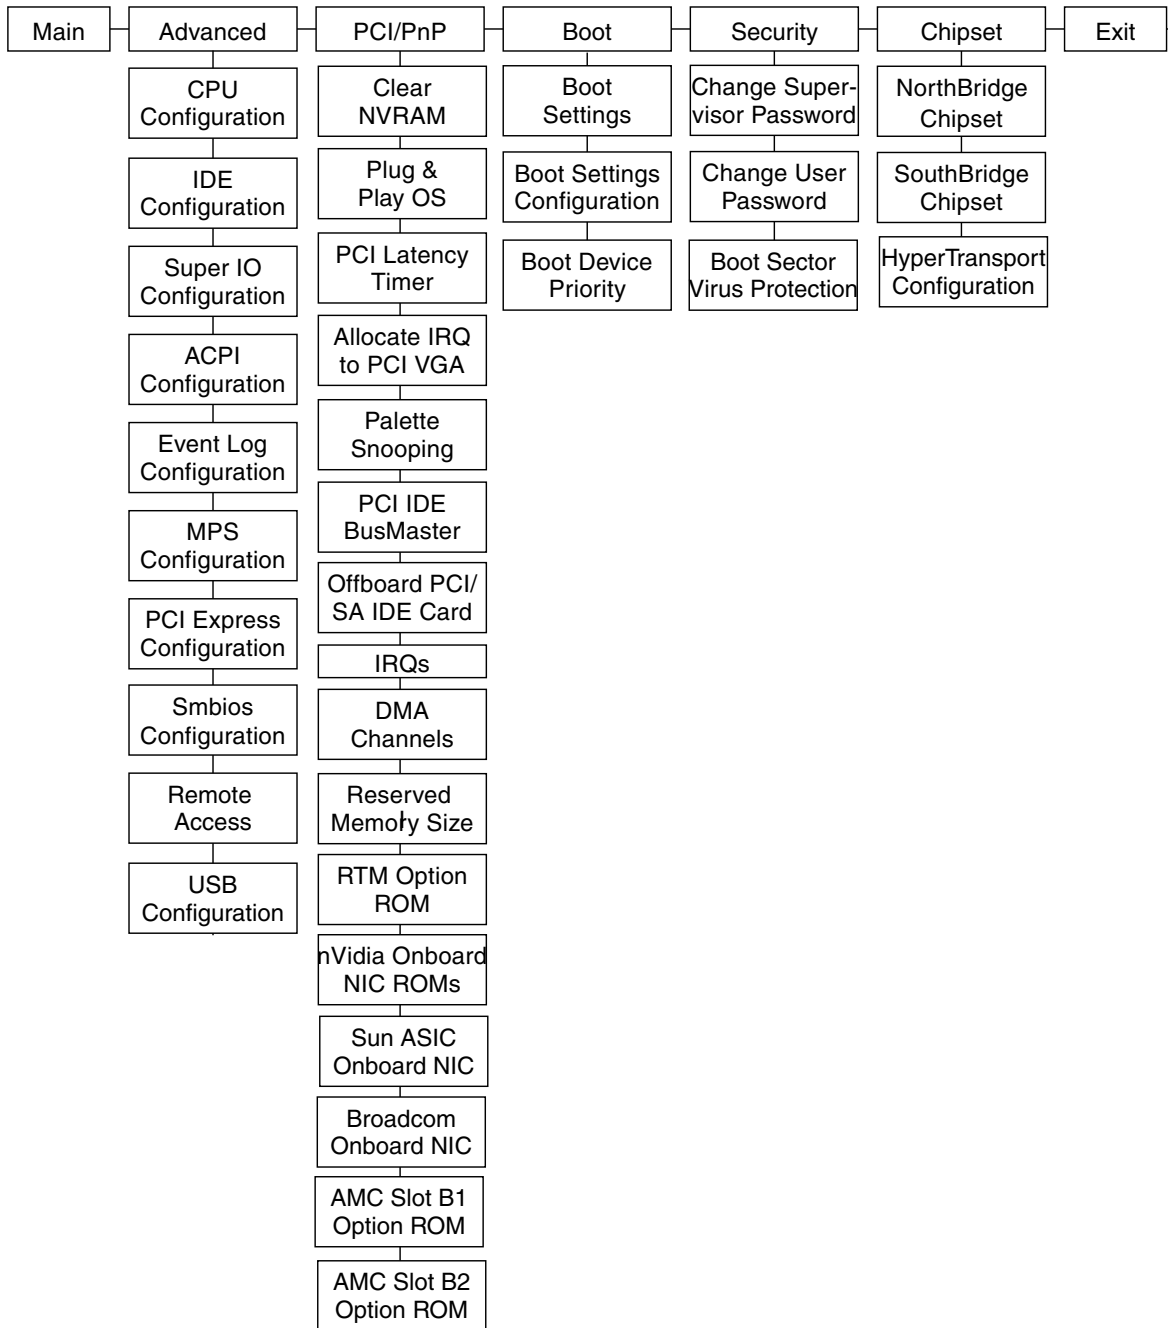 Main
Advanced
PCI/PnP
Boot
Security
Chipset
Exit
CPU
Configuration
IDE
Configuration
Super IO
Configuration
ACPI
Configuration
Event Log
Configuration
MPS
Configuration
PCI Express
Configuration
Smbios
Configuration
Remote
Access
USB
Configuration
Clear
NVRAM
Plug &
Play OS
PCI Latency
Timer
Allocate IRQ
to PCI VGA
Palette
Snooping
PCI IDE
BusMaster
Offboard PCI/
SA IDE Card
IRQs
DMA
Channels
Reserved
Memory Size
RTM Option
ROM
nVidia Onboard
NIC ROMs
Sun ASIC
Onboard NIC
Broadcom
Onboard NIC
AMC Slot B1
Option ROM
AMC Slot B2
Option ROM
Boot
Settings
Boot Settings
Configuration
Boot Device
Priority
Change Super-
visor Password
Change User
Password
Boot Sector
Virus Protection
NorthBridge
Chipset
SouthBridge
Chipset
HyperTransport
Configuration